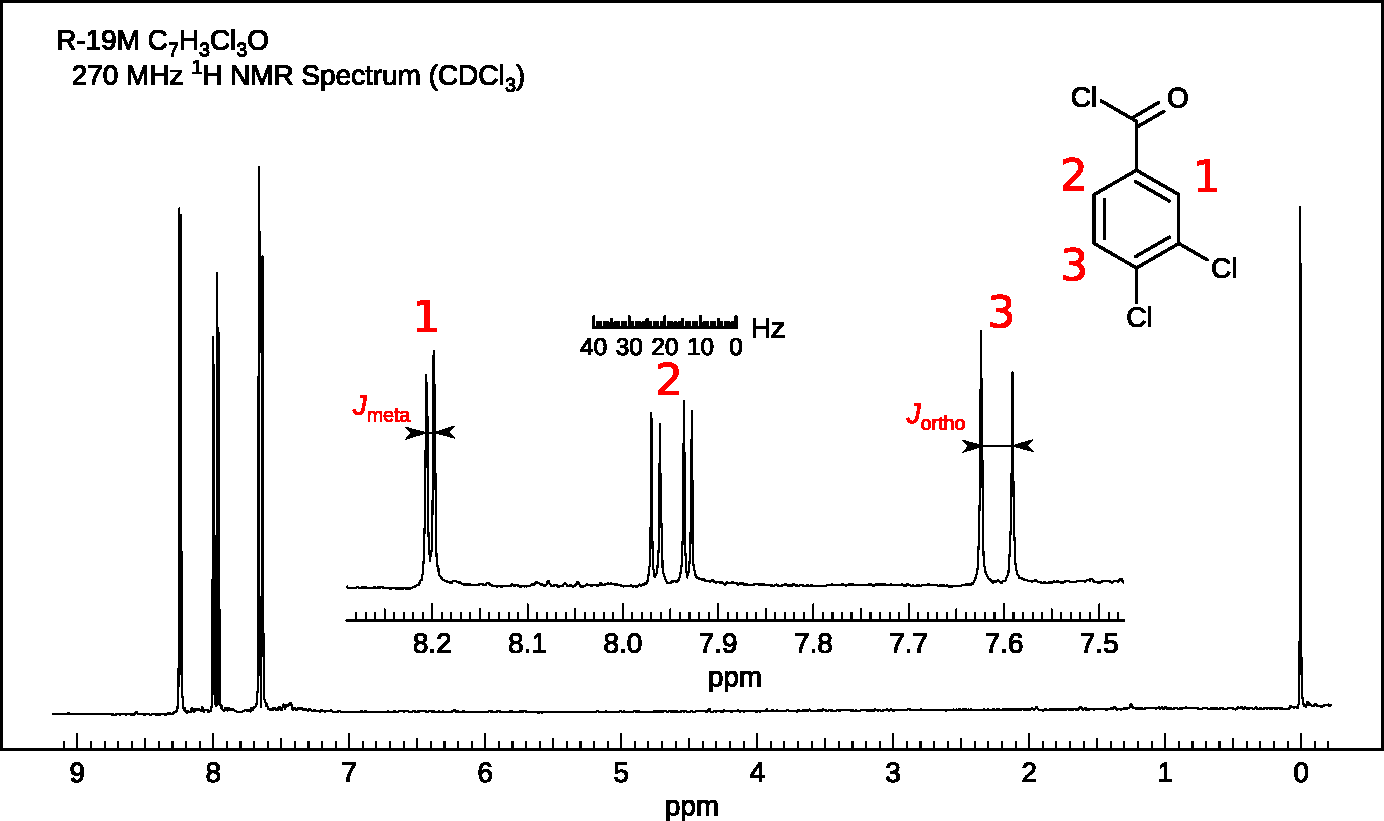 R-19M C₇H₃Cl₃O
270 MHz ¹H NMR Spectrum (CDCl₃)
Cl O
2 1
3 Cl
Cl
1 2 3
40 30 20 10 0 Hz
J meta
J ortho
8.2 8.1 8.0 7.9 7.8 7.7 7.6 7.5
ppm
9 8 7 6 5 4 3 2 1 0
ppm